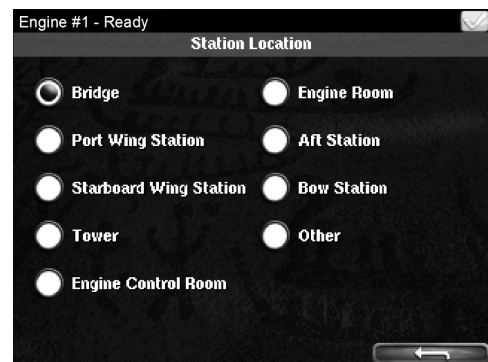 Engine #1 - Ready
Station Location
Bridge
Engine Room
Port Wing Station
Aft Station
Starboard Wing Station
Bow Station
Tower
Other
Engine Control Room